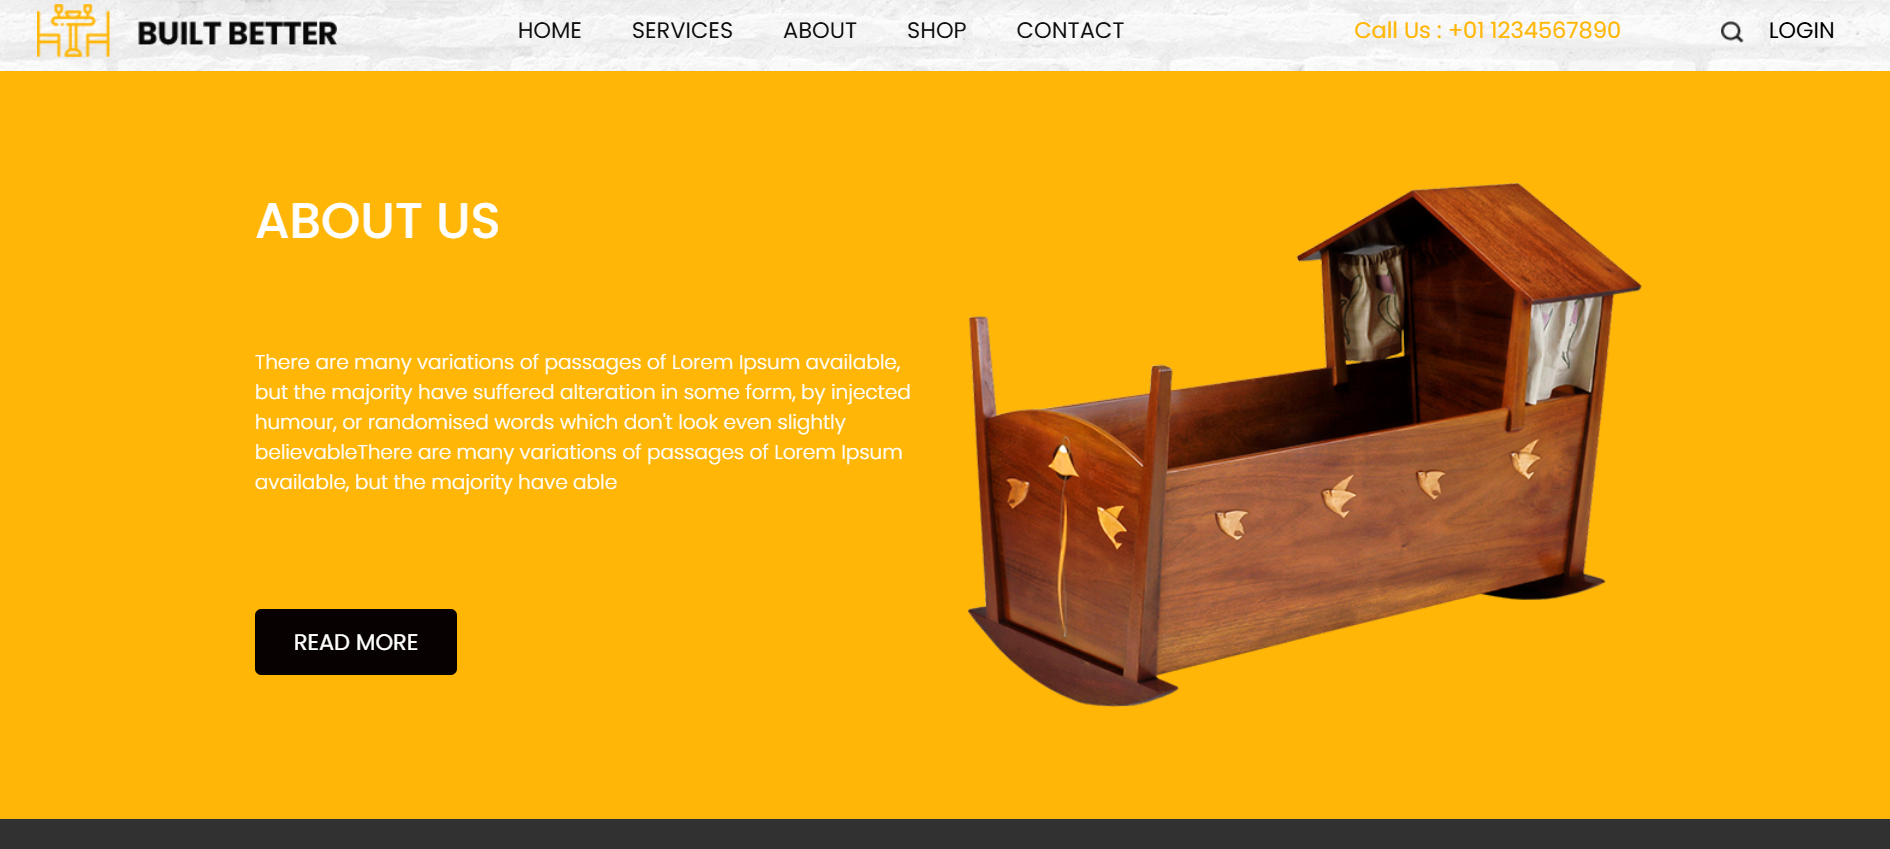 BUILT BETTER
HOME SERVICES ABOUT SHOP CONTACT
Call Us : +01 1234567890
LOGIN
ABOUT US
There are many variations of passages of Lorem Ipsum available,
but the majority have suffered alteration in some form, by injected
humour, or randomised words which don't look even slightly
believableThere are many variations of passages of Lorem Ipsum
available, but the majority have able
READ MORE